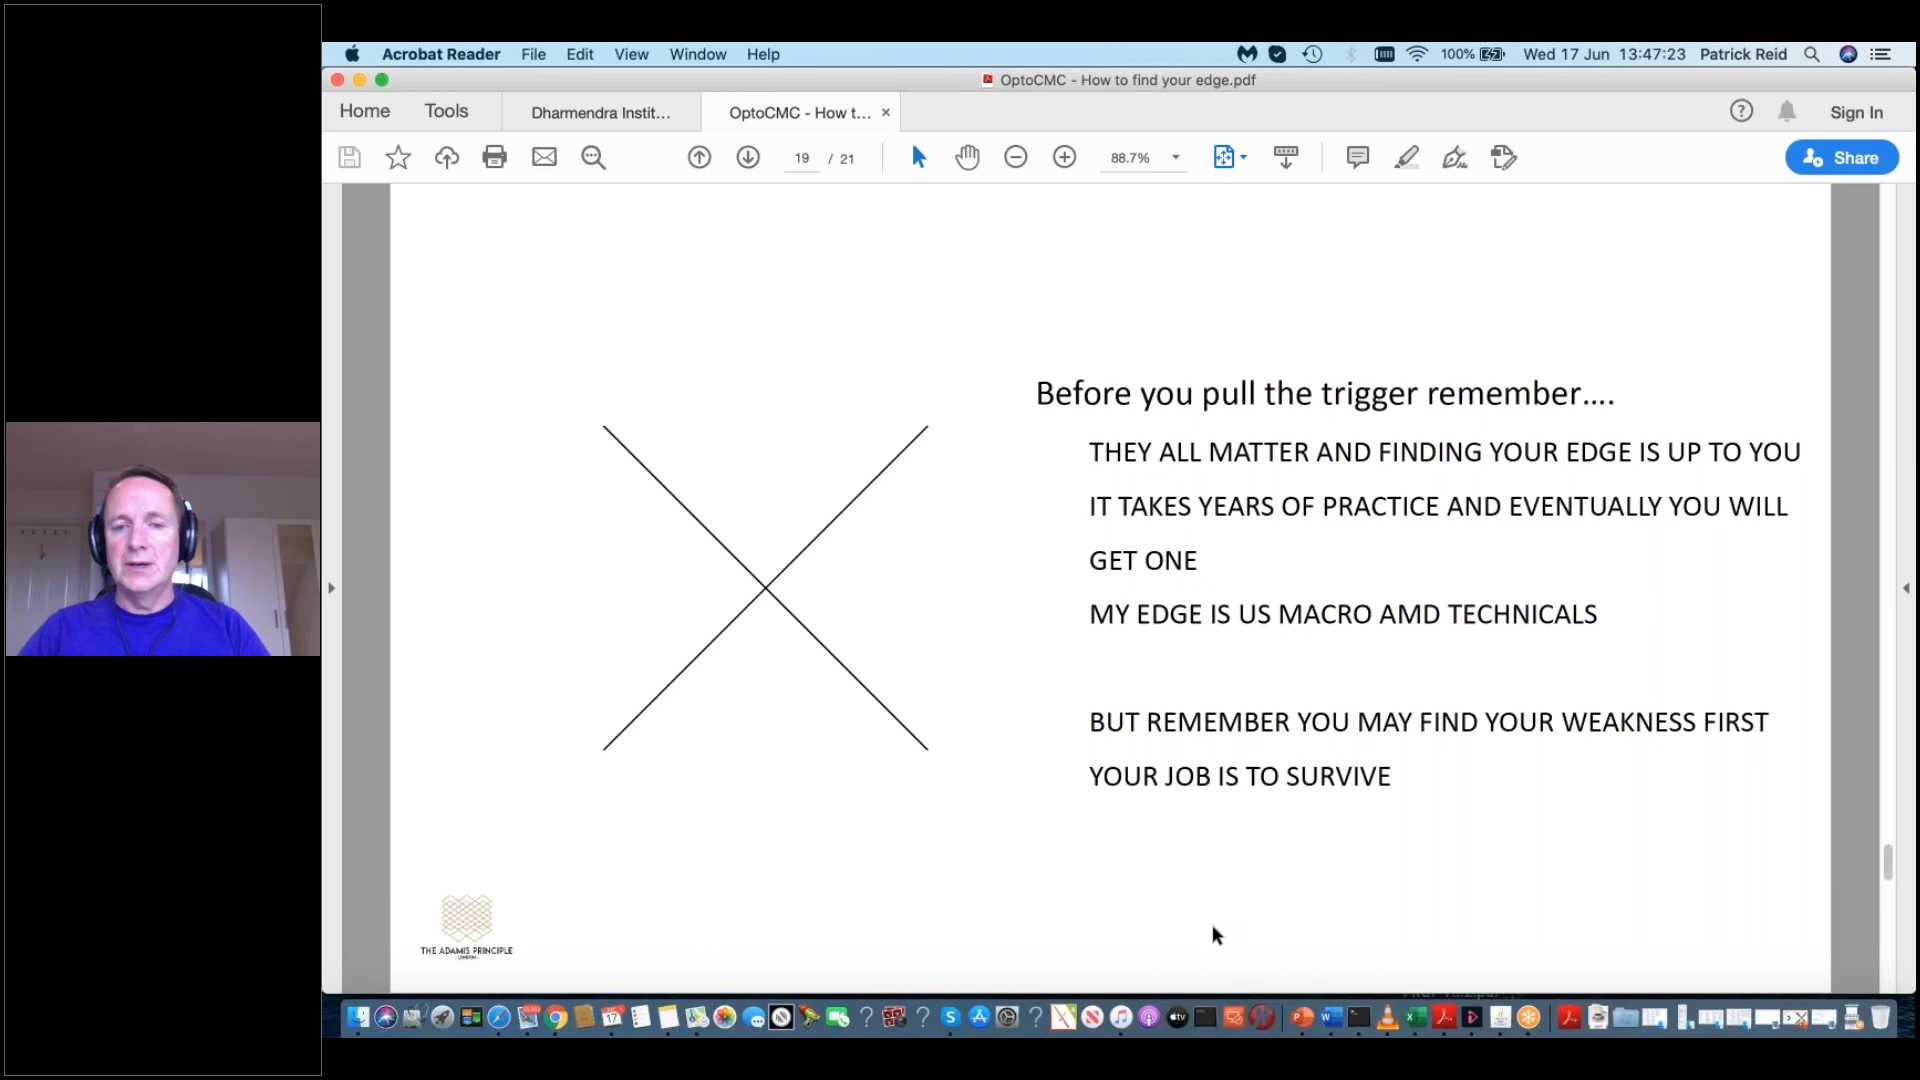 Acrobat Reader File Edit View Window Help 100% Wed 17 Jun 13:47:23 Patrick Reid
OptoCMC - How to find your edge.pdf
Home Tools Dharmendra Instit... OptoCMC - How t... × Sign In
19 / 21 88.7% Share
Before you pull the trigger remember....
THEY ALL MATTER AND FINDING YOUR EDGE IS UP TO YOU
IT TAKES YEARS OF PRACTICE AND EVENTUALLY YOU WILL
GET ONE
MY EDGE IS US MACRO AMD TECHNICALS
BUT REMEMBER YOU MAY FIND YOUR WEAKNESS FIRST
YOUR JOB IS TO SURVIVE
THE ADAMIS PRINCIPLE
- LONDON -